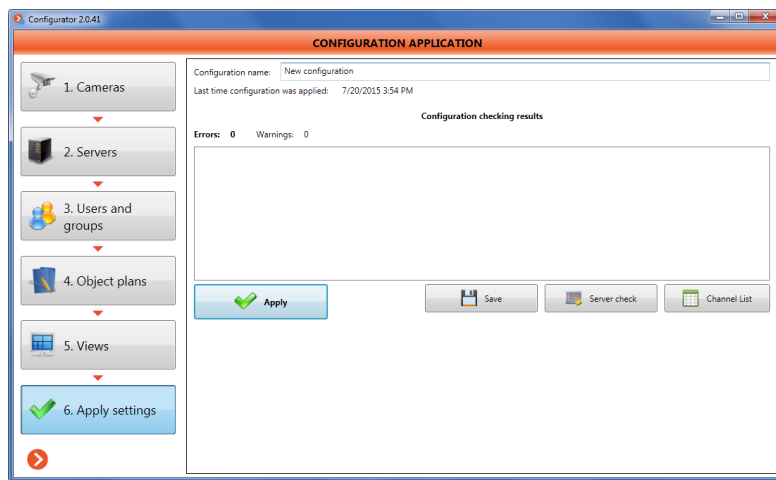 Configurator 2.0.41
CONFIGURATION APPLICATION
1. Cameras
2. Servers
3. Users and
groups
4. Object plans
5. Views
6. Apply settings
Configuration name: New configuration
Last time configuration was applied: 7/20/2015 3:54 PM
Configuration checking results
Errors: 0 Warnings: 0
Apply
Save
Server check
Channel List